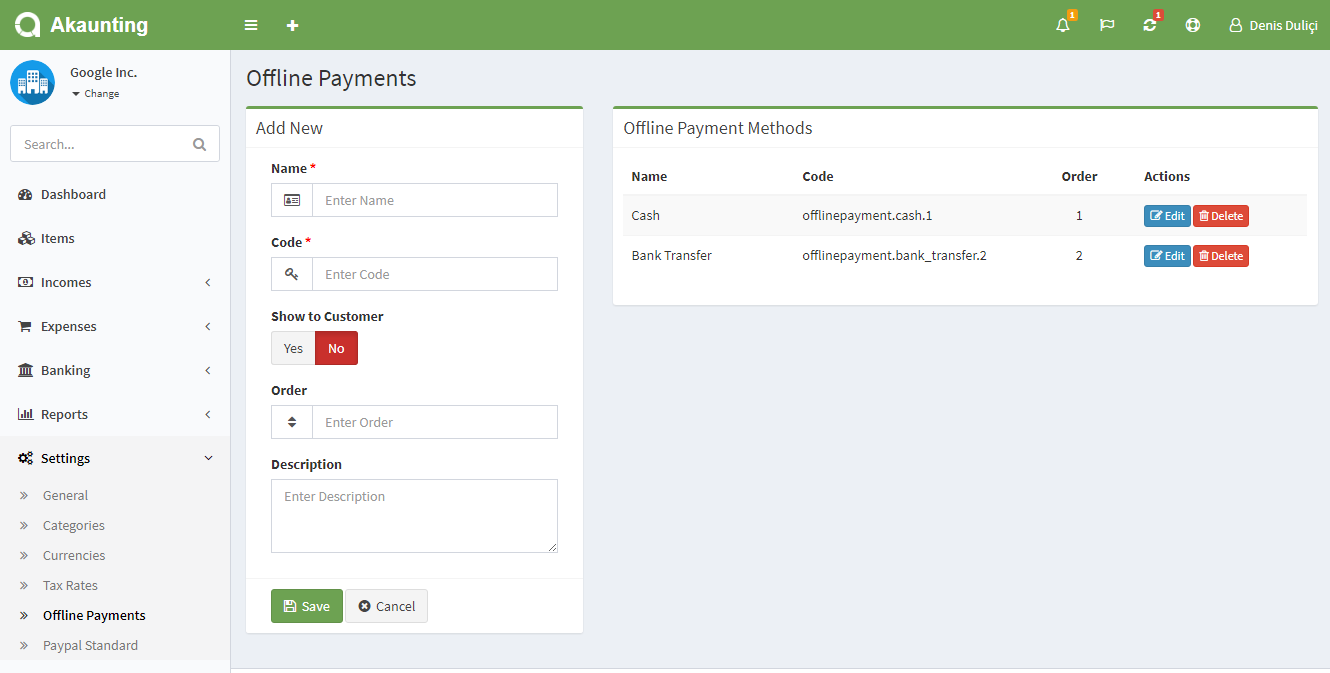 Akaunting
1
1
Denis Duliçi
Google Inc.
Change
Search...
Dashboard
Items
Incomes
Expenses
Banking
Reports
Settings
General
Categories
Currencies
Tax Rates
Offline Payments
Paypal Standard
Offline Payments
Add New
Name *
Enter Name
Code *
Enter Code
Show to Customer
Yes No
Order
Enter Order
Description
Enter Description
Save Cancel
Offline Payment Methods
Name Code Order Actions
Cash offlinepayment.cash.1 1 Edit Delete
Bank Transfer offlinepayment.bank_transfer.2 2 Edit Delete